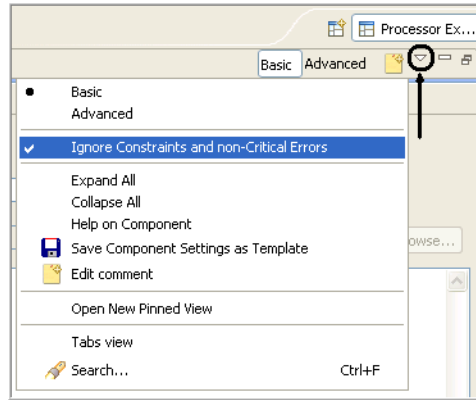 Processor Ex...
Basic Advanced
Basic
Advanced
Ignore Constraints and non-Critical Errors
Expand All
Collapse All
Help on Component
Save Component Settings as Template
Edit comment
Open New Pinned View
Tabs view
Search... Ctrl+F
owse...